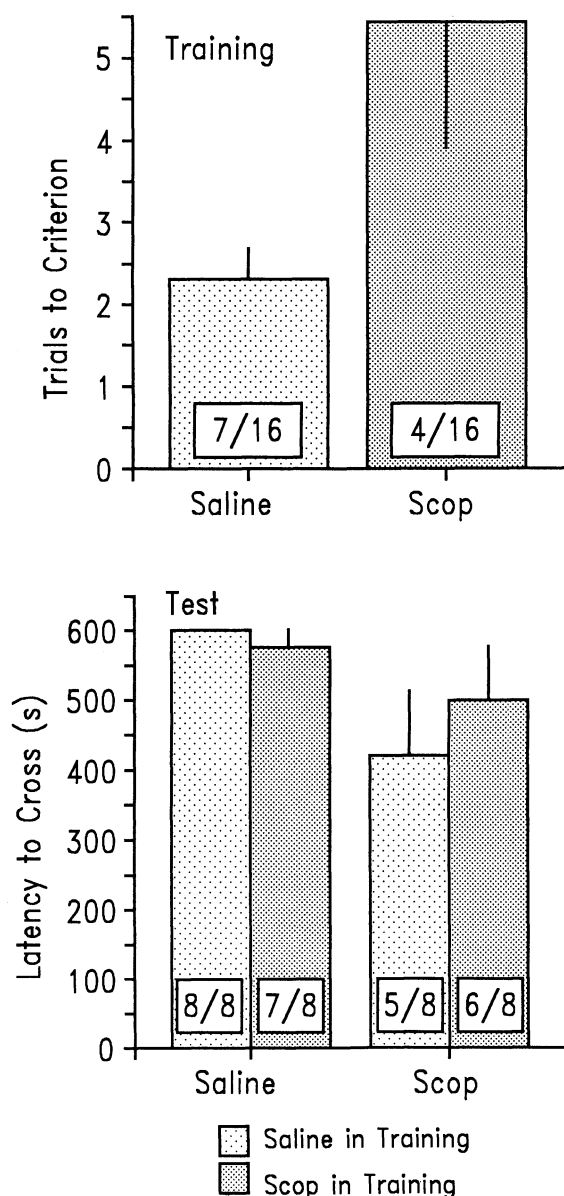 Training
Trials to Criterion
5
4
3
2
1
0
7/16 4/16
Saline Scop
Test
Latency to Cross (s)
600
500
400
300
200
100
0
8/8 7/8 5/8 6/8
Saline Scop
Saline in Training
Scop in Training